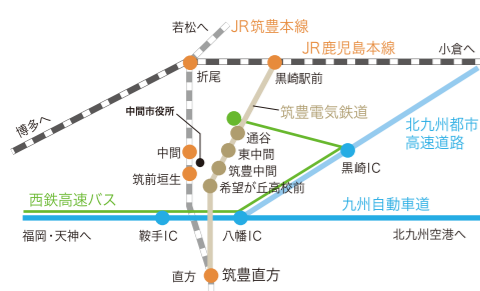 若松へ
JR筑豊本線
JR鹿児島本線
小倉へ
折尾
黒崎駅前
博多へ
中間市役所
筑豊電気鉄道
北九州都市
高速道路
通谷
中間
東中間
黒崎IC
筑豊中間
筑前垣生
希望が丘高校前
西鉄高速バス
九州自動車道
福岡・天神へ
鞍手IC
八幡IC
北九州空港へ
直方
筑豊直方